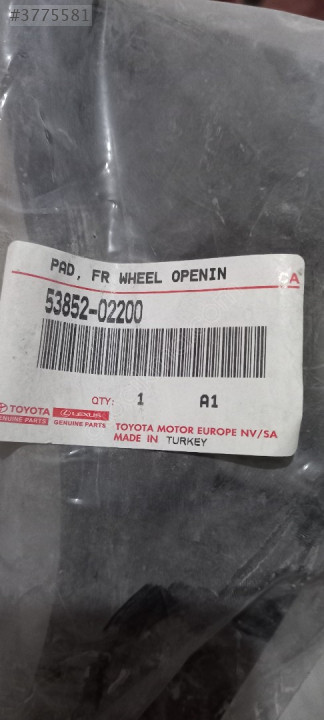 #3775581
PAD, FR WHEEL OPENIN
CA
53852-02200
QTY: 1 A1
TOYOTA LEXUS
GENUINE PARTS GENUINE PARTS
TOYOTA MOTOR EUROPE NV/SA
MADE IN TURKEY